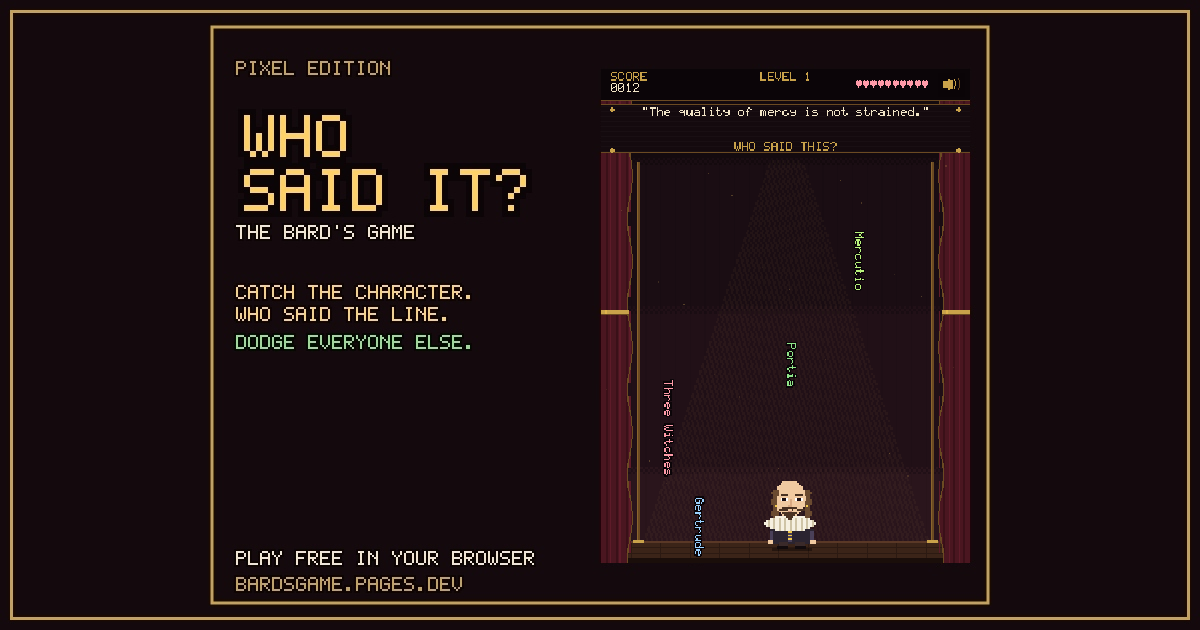 PIXEL EDITION
WHO
SAID IT?
THE BARD'S GAME
CATCH THE CHARACTER.
WHO SAID THE LINE.
DODGE EVERYONE ELSE.
PLAY FREE IN YOUR BROWSER
BARDSGAME.PAGES.DEV
SCORE
0012
LEVEL 1
"The quality of mercy is not strained."
WHO SAID THIS?
Mercutio
Portia
Three Witches
Gertrude